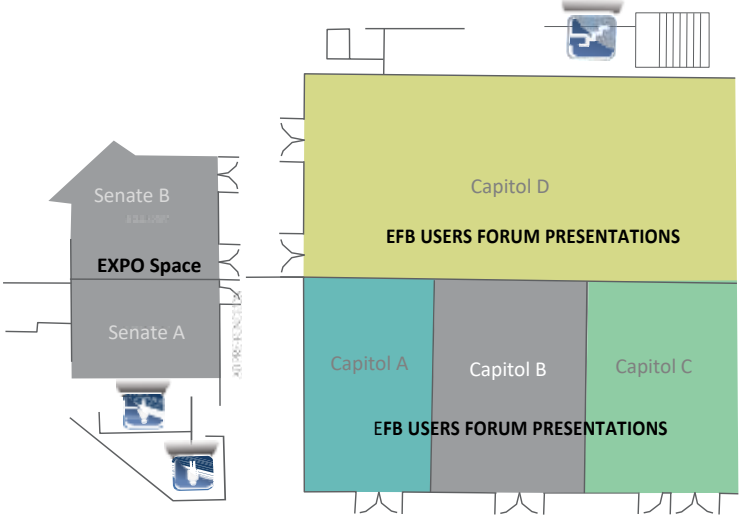 Capitol D
Senate B
EFB USERS FORUM PRESENTATIONS
EXPO Space
Senate A
Capitol A
Capitol B
Capitol C
EFB USERS FORUM PRESENTATIONS